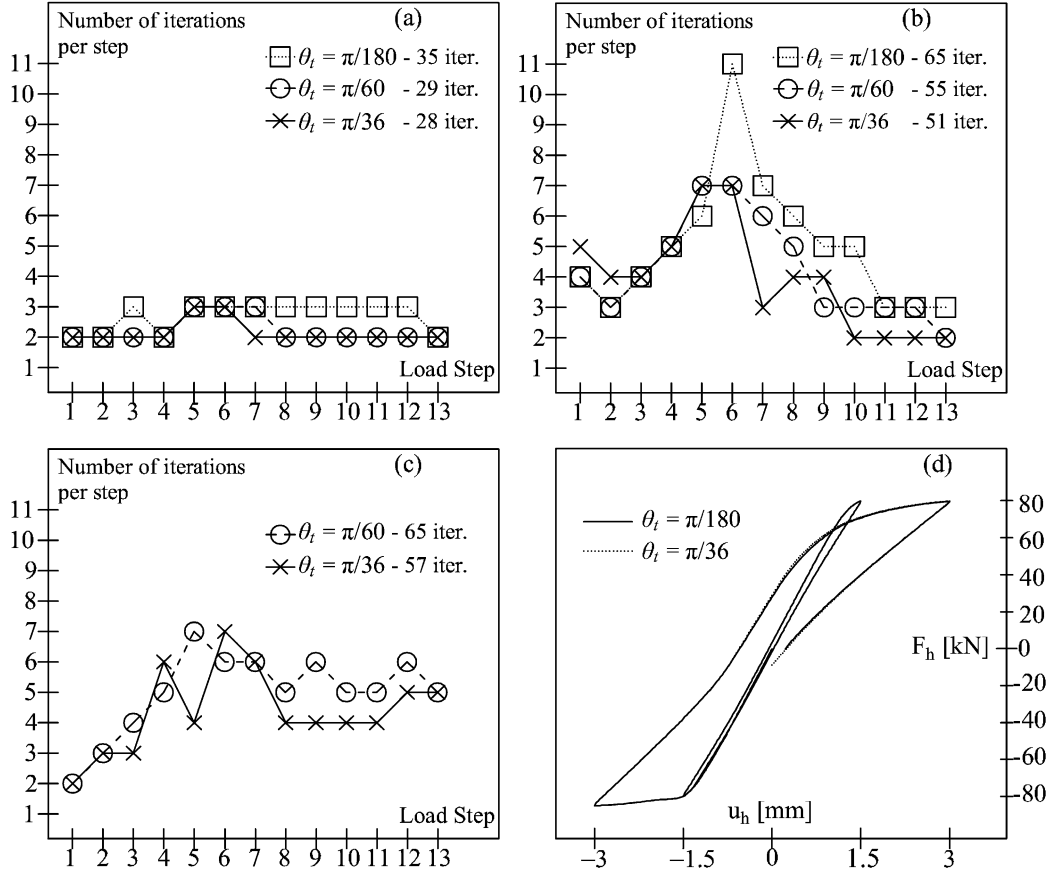 Number of iterations
per step
(a)
θt = π/180 - 35 iter.
θt = π/60 - 29 iter.
θt = π/36 - 28 iter.
11
10
9
8
7
6
5
4
3
2
1
Load Step
1 2 3 4 5 6 7 8 9 10 11 12 13
Number of iterations
per step
(b)
θt = π/180 - 65 iter.
θt = π/60 - 55 iter.
θt = π/36 - 51 iter.
11
10
9
8
7
6
5
4
3
2
1
Load Step
1 2 3 4 5 6 7 8 9 10 11 12 13
Number of iterations
per step
(c)
θt = π/60 - 65 iter.
θt = π/36 - 57 iter.
11
10
9
8
7
6
5
4
3
2
1
Load Step
1 2 3 4 5 6 7 8 9 10 11 12 13
(d)
θt = π/180
θt = π/36
80
60
40
20
Fh [kN] 0
-20
-40
-60
-80
uh [mm]
−3 −1.5 0 1.5 3